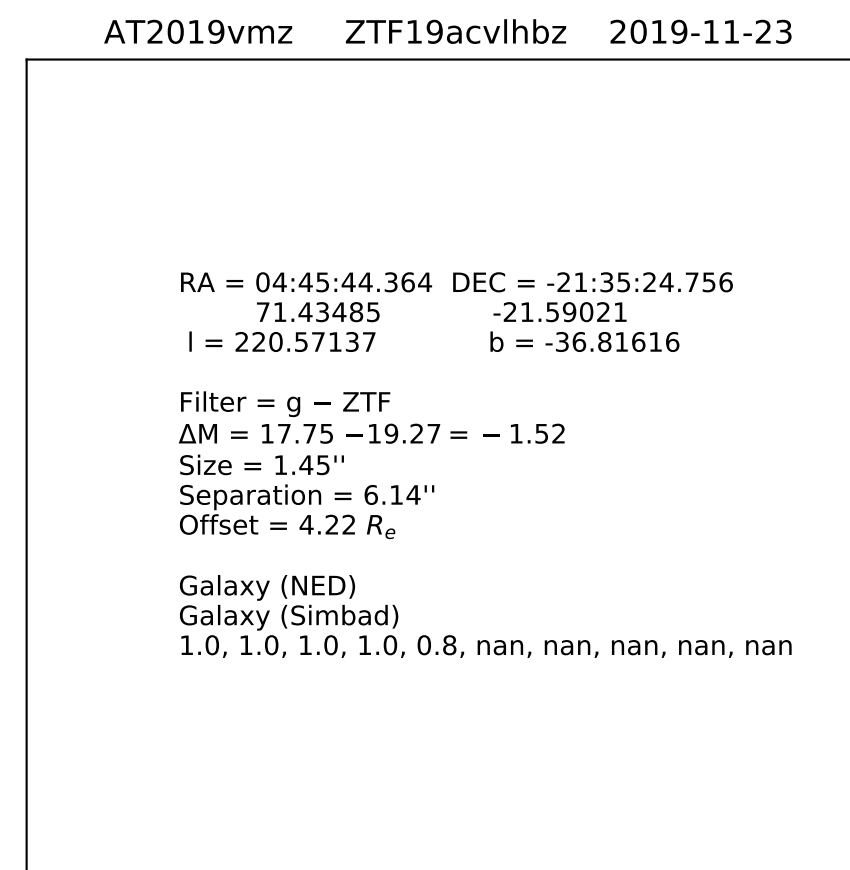 AT2019vmz ZTF19acvlhbz 2019-11-23
RA = 04:45:44.364 DEC = -21:35:24.756
71.43485 -21.59021
l = 220.57137 b = -36.81616
Filter = g − ZTF
ΔM = 17.75 −19.27 = − 1.52
Size = 1.45''
Separation = 6.14''
Offset = 4.22 Rₑ
Galaxy (NED)
Galaxy (Simbad)
1.0, 1.0, 1.0, 1.0, 0.8, nan, nan, nan, nan, nan